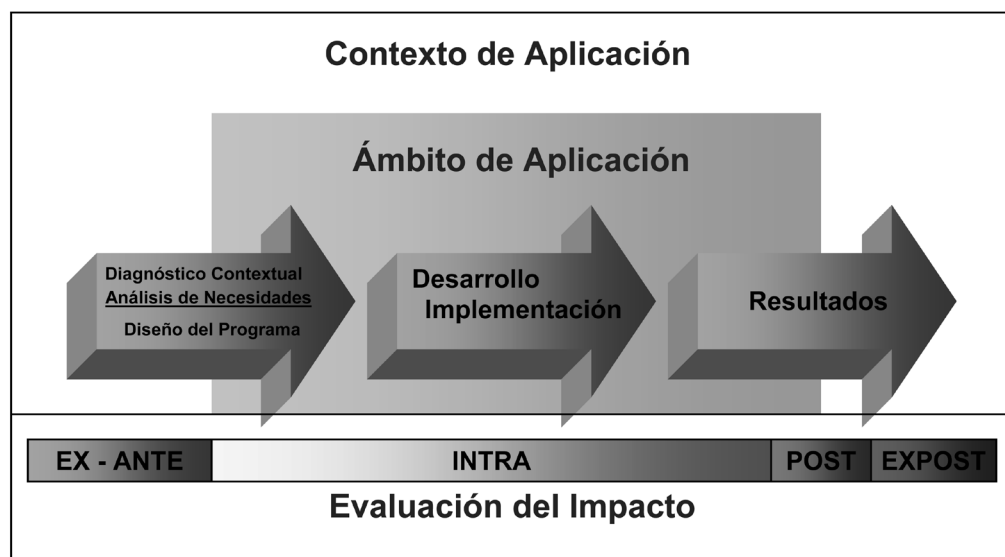 Contexto de Aplicación
Ámbito de Aplicación
Diagnóstico Contextual
Análisis de Necesidades
Diseño del Programa
Desarrollo
Implementación
Resultados
EX - ANTE
INTRA
POST
EXPOST
Evaluación del Impacto